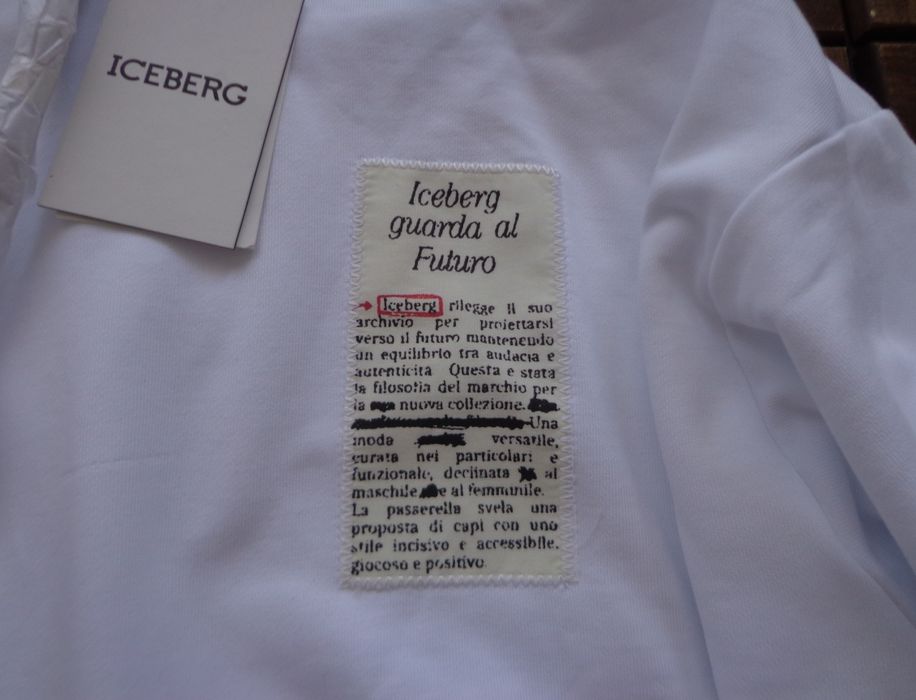 ICEBERG
Iceberg
guarda al
Futuro
Iceberg rilegge il suo
archivio per proiettarsi
verso il futuro mantenendo
un equilibrio tra audacia e
autenticità Questa e stata
la filosofia del marchio per
la nuova collezione.
Una
moda versatile,
curata nei particolari e
funzionale, declinata al
maschile e al femminile.
La passerella svela una
proposta di capi con uno
stile incisivo e accessibile,
giocoso e positivo